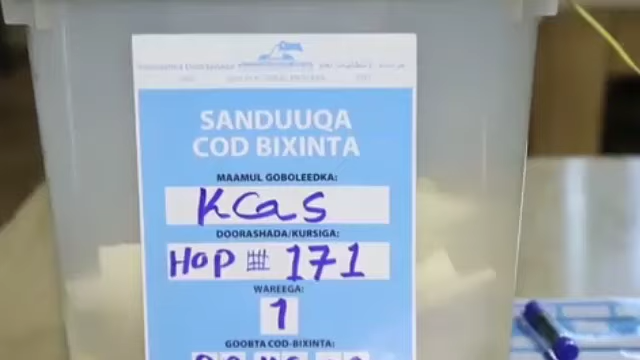 SANDUUQA
COD BIXINTA
MAAMUL GOBOLEEDKA:
KCas
DOORASHADA/KURSIGA:
HOP # 171
WAREEGA:
1
GOOBTA COD-BIXINTA: